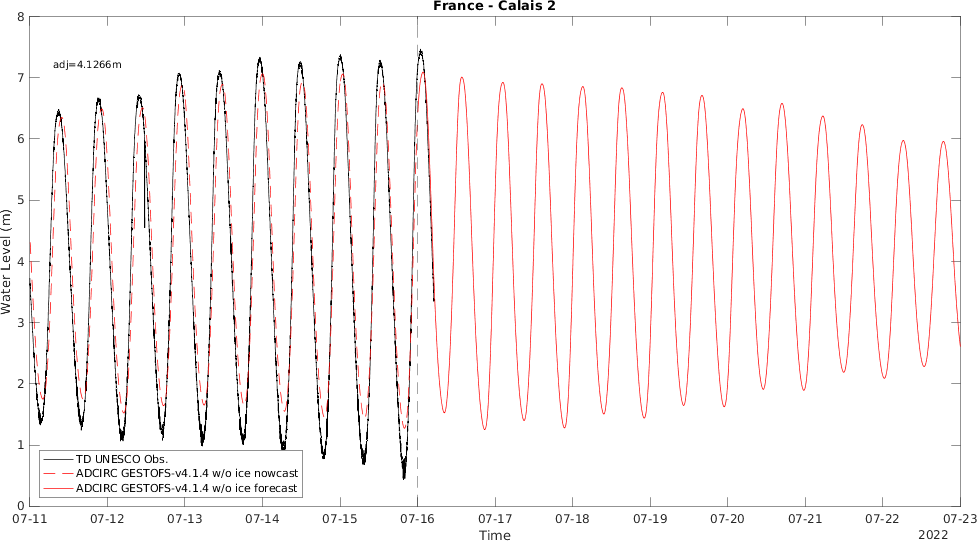 France - Calais 2
8
7
6
5
4
3
2
1
0
Water Level (m)
adj=4.1266m
TD UNESCO Obs.
ADCIRC GESTOFS-v4.1.4 w/o ice nowcast
ADCIRC GESTOFS-v4.1.4 w/o ice forecast
07-11 07-12 07-13 07-14 07-15 07-16 07-17 07-18 07-19 07-20 07-21 07-22 07-23
Time
2022